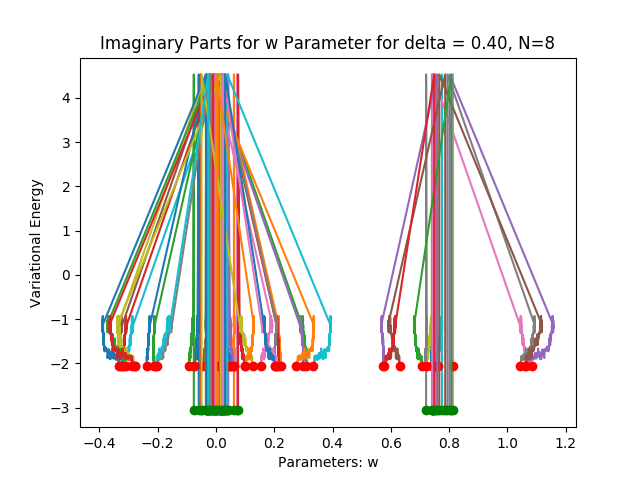 Imaginary Parts for w Parameter for delta = 0.40, N=8
Variational Energy
4
3
2
1
0
−1
−2
−3
−0.4 −0.2 0.0 0.2 0.4 0.6 0.8 1.0 1.2
Parameters: w